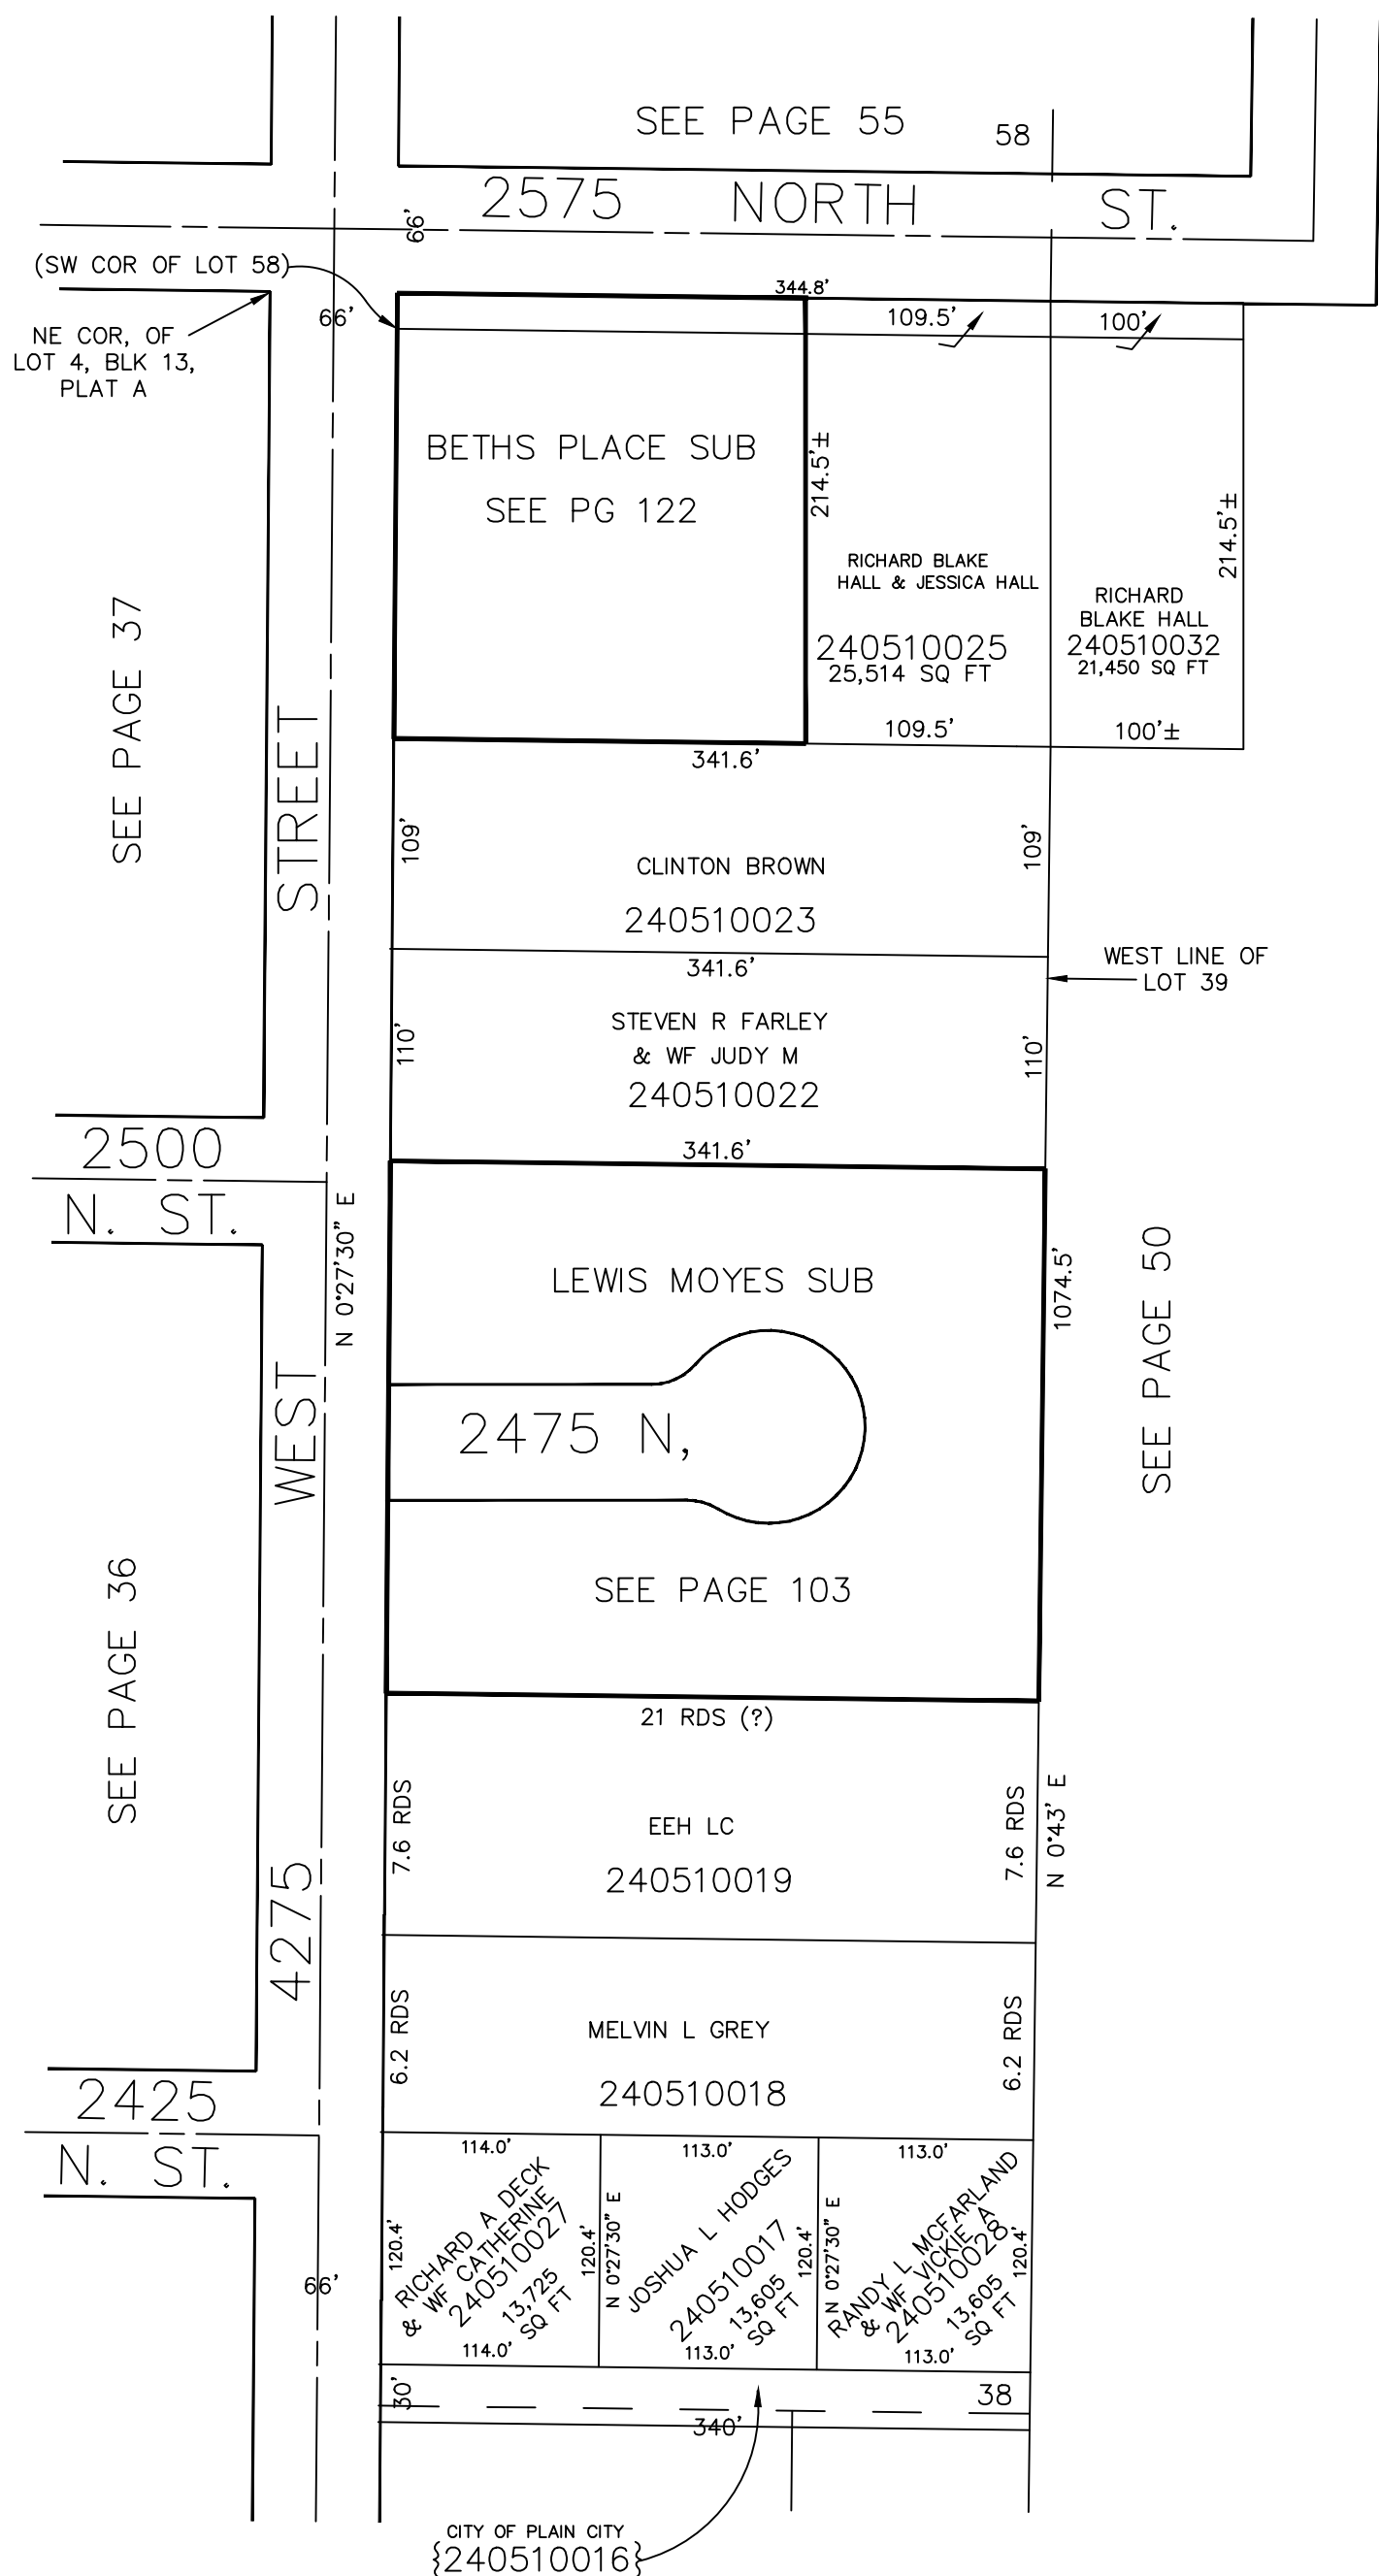 SEE PAGE 55
58
2575 NORTH ST.
66'
(SW COR OF LOT 58)
344.8'
66'
109.5'
100'
NE COR, OF
LOT 4, BLK 13,
PLAT A
BETHS PLACE SUB
SEE PG 122
214.5'±
214.5'±
RICHARD BLAKE
HALL & JESSICA HALL
240510025
25,514 SQ FT
RICHARD
BLAKE HALL
240510032
21,450 SQ FT
109.5'
100'±
SEE PAGE 37
341.6'
109'
109'
CLINTON BROWN
240510023
341.6'
WEST LINE OF
LOT 39
STEVEN R FARLEY
& WF JUDY M
240510022
110'
110'
341.6'
2500
N. ST.
N 0°27'30" E
4275 WEST STREET
LEWIS MOYES SUB
1074.5'
SEE PAGE 50
2475 N,
SEE PAGE 103
SEE PAGE 36
21 RDS (?)
7.6 RDS
7.6 RDS
N 0°43' E
EEH LC
240510019
6.2 RDS
6.2 RDS
MELVIN L GREY
240510018
2425
N. ST.
66'
114.0'
113.0'
113.0'
120.4'
RICHARD A DECK
& WF CATHERINE
240510027
13,725
SQ FT
120.4'
N 0°27'30" E
JOSHUA L HODGES
240510017
13,605
SQ FT
120.4'
N 0°27'30" E
RANDY L MCFARLAND
& WF VICKIE A
240510028
13,605
SQ FT
120.4'
114.0'
113.0'
113.0'
30'
38
340'
CITY OF PLAIN CITY
{240510016}